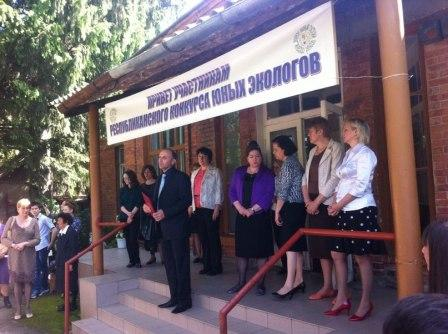 ПРИВЕТ УЧАСТНИКАМ
РЕСПУБЛИКАНСКОГО КОНКУРСА ЮНЫХ ЭКОЛОГОВ